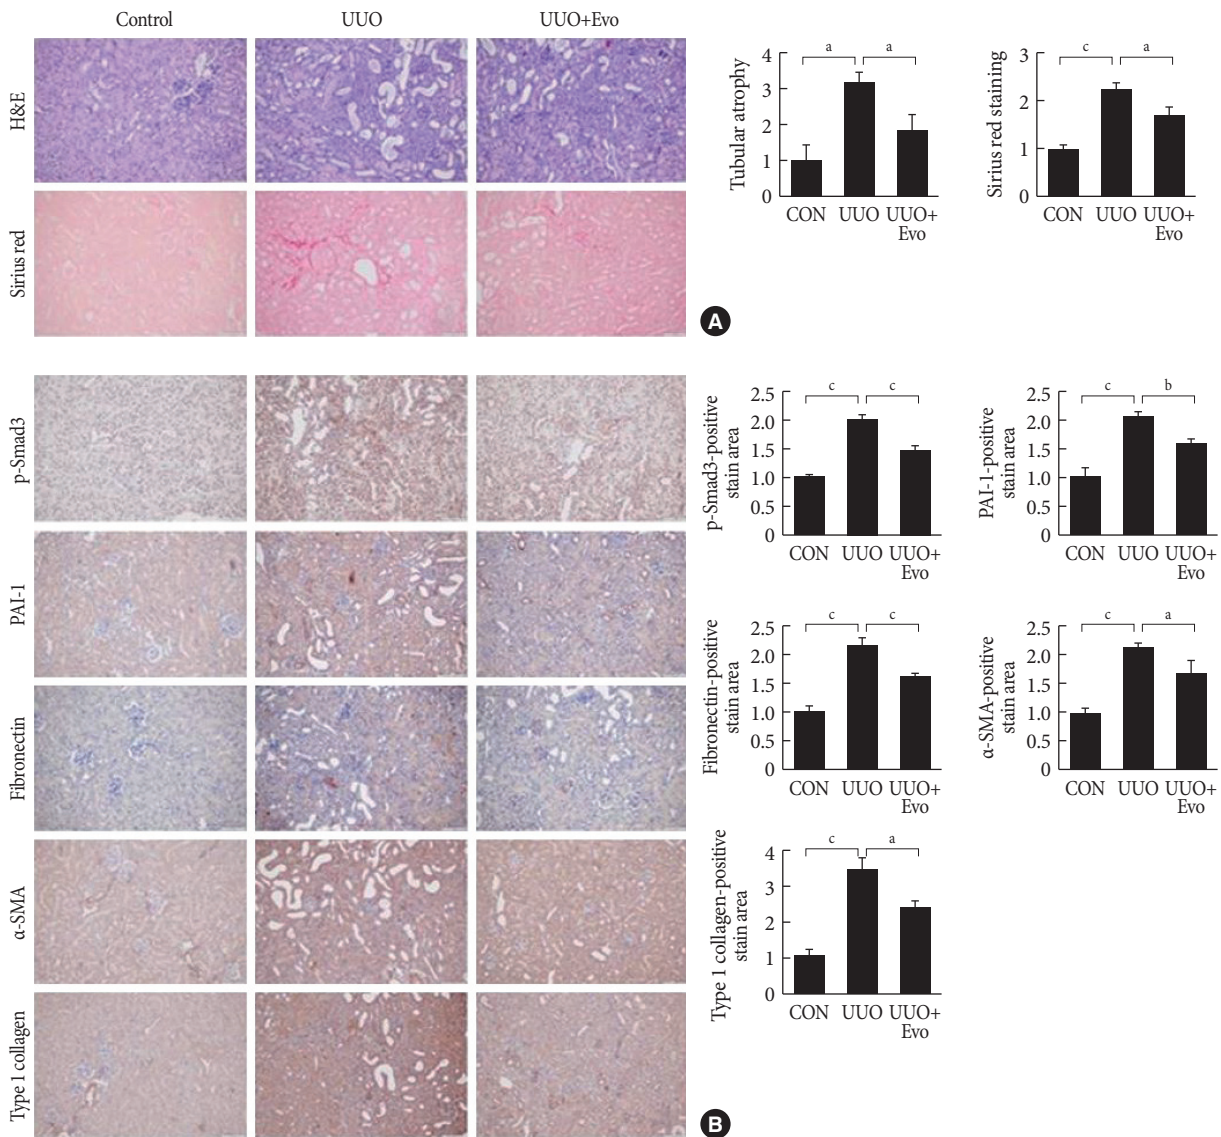 Control
UUO
UUO+Evo
H&E
Sirius red
Tubular atrophy
4
3
2
1
0
a
a
CON
UUO
UUO+
Evo
Sirius red staining
3
2
1
0
c
a
CON
UUO
UUO+
Evo
A
p-Smad3
PAI-1
Fibronectin
α-SMA
Type 1 collagen
p-Smad3-positive
stain area
2.5
2.0
1.5
1.0
0.5
0
c
c
CON
UUO
UUO+
Evo
PAI-1-positive
stain area
2.5
2.0
1.5
1.0
0.5
0
c
b
CON
UUO
UUO+
Evo
Fibronectin-positive
stain area
2.5
2.0
1.5
1.0
0.5
0
c
c
CON
UUO
UUO+
Evo
α-SMA-positive
stain area
2.5
2.0
1.5
1.0
0.5
0
c
a
CON
UUO
UUO+
Evo
Type 1 collagen-positive
stain area
4
3
2
1
0
c
a
CON
UUO
UUO+
Evo
B